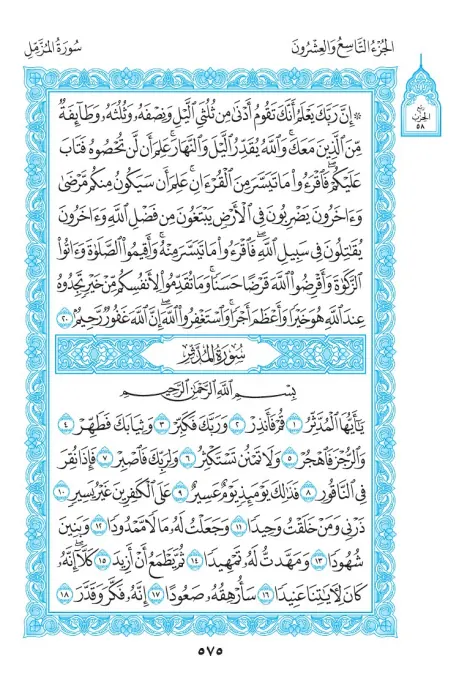 الجُزْءُ التَّاسِعُ وَالعِشْرُونَ
سُورَةُ المُزَّمِّل
رُبْعُ الحِزْبِ ٥٨
۞ إِنَّ رَبَّكَ يَعْلَمُ أَنَّكَ تَقُومُ أَدْنَىٰ مِن ثُلُثَيِ ٱلَّيْلِ وَنِصْفَهُۥ وَثُلُثَهُۥ وَطَآئِفَةٌ
مِّنَ ٱلَّذِينَ مَعَكَۚ وَٱللَّهُ يُقَدِّرُ ٱلَّيْلَ وَٱلنَّهَارَۚ عَلِمَ أَن لَّن تُحْصُوهُ فَتَابَ
عَلَيْكُمْۖ فَٱقْرَءُوا۟ مَا تَيَسَّرَ مِنَ ٱلْقُرْءَانِۚ عَلِمَ أَن سَيَكُونُ مِنكُم مَّرْضَىٰ
وَءَاخَرُونَ يَضْرِبُونَ فِى ٱلْأَرْضِ يَبْتَغُونَ مِن فَضْلِ ٱللَّهِ وَءَاخَرُونَ
يُقَٰتِلُونَ فِى سَبِيلِ ٱللَّهِۖ فَٱقْرَءُوا۟ مَا تَيَسَّرَ مِنْهُۚ وَأَقِيمُوا۟ ٱلصَّلَوٰةَ وَءَاتُوا۟
ٱلزَّكَوٰةَ وَأَقْرِضُوا۟ ٱللَّهَ قَرْضًا حَسَنًاۚ وَمَا تُقَدِّمُوا۟ لِأَنفُسِكُم مِّنْ خَيْرٍ تَجِدُوهُ
عِندَ ٱللَّهِ هُوَ خَيْرًا وَأَعْظَمَ أَجْرًاۚ وَٱسْتَغْفِرُوا۟ ٱللَّهَۖ إِنَّ ٱللَّهَ غَفُورٌ رَّحِيمٌۢ ٢٠
سُورَةُ المُدَّثِّر
بِسْمِ ٱللَّهِ ٱلرَّحْمَٰنِ ٱلرَّحِيمِ
يَٰٓأَيُّهَا ٱلْمُدَّثِّرُ ١ قُمْ فَأَنذِرْ ٢ وَرَبَّكَ فَكَبِّرْ ٣ وَثِيَابَكَ فَطَهِّرْ ٤
وَٱلرُّجْزَ فَٱهْجُرْ ٥ وَلَا تَمْنُن تَسْتَكْثِرُ ٦ وَلِرَبِّكَ فَٱصْبِرْ ٧ فَإِذَا نُقِرَ
فِى ٱلنَّاقُورِ ٨ فَذَٰلِكَ يَوْمَئِذٍ يَوْمٌ عَسِيرٌ ٩ عَلَى ٱلْكَٰفِرِينَ غَيْرُ يَسِيرٍ ١٠
ذَرْنِى وَمَنْ خَلَقْتُ وَحِيدًا ١١ وَجَعَلْتُ لَهُۥ مَالًا مَّمْدُودًا ١٢ وَبَنِينَ
شُهُودًا ١٣ وَمَهَّدتُّ لَهُۥ تَمْهِيدًا ١٤ ثُمَّ يَطْمَعُ أَنْ أَزِيدَ ١٥ كَلَّآۖ إِنَّهُۥ
كَانَ لِءَايَٰتِنَا عَنِيدًا ١٦ سَأُرْهِقُهُۥ صَعُودًا ١٧ إِنَّهُۥ فَكَّرَ وَقَدَّرَ ١٨
٥٧٥